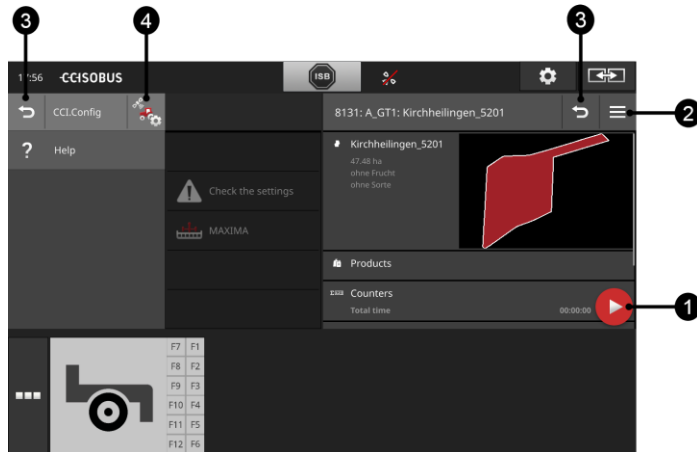 3 4 3
17:56 CCISOBUS ISB
CCI.Config
8131: A_GT1: Kirchheilingen_5201
2
? Help
Kirchheilingen_5201
47.48 ha
ohne Frucht
ohne Sorte
Check the settings
MAXIMA
Products
Counters
Total time 00:00:00
1
F7 F1
F8 F2
F9 F3
F10 F4
F11 F5
F12 F6